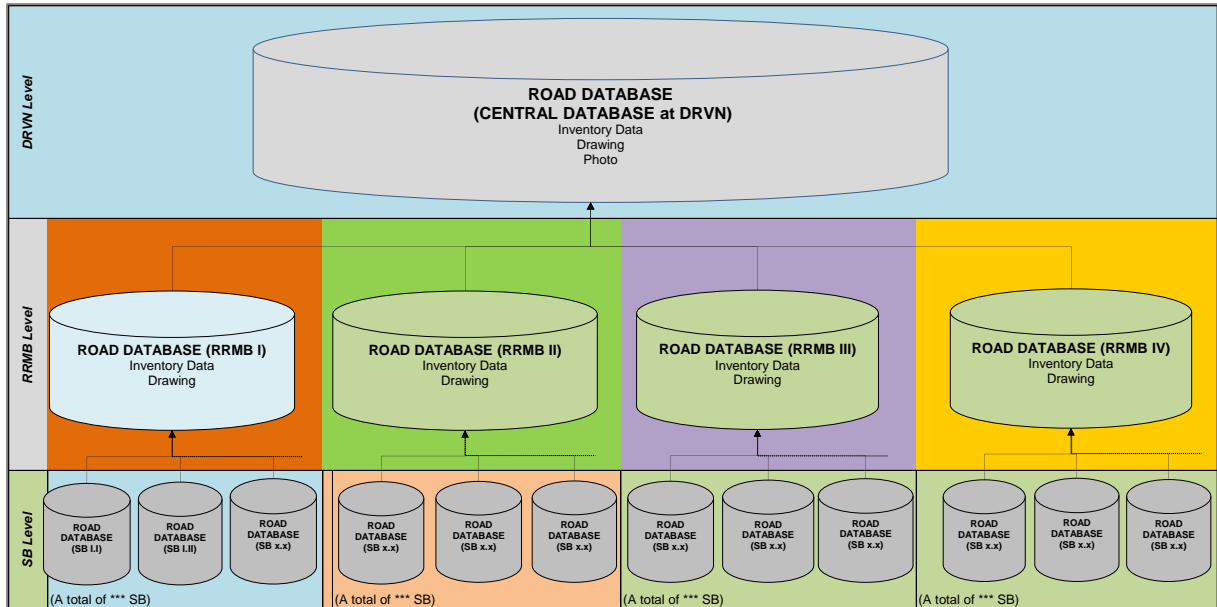 DRVN Level
ROAD DATABASE
(CENTRAL DATABASE at DRVN)
Inventory Data
Drawing
Photo
RRMB Level
ROAD DATABASE (RRMB I)
Inventory Data
Drawing
ROAD DATABASE (RRMB II)
Inventory Data
Drawing
ROAD DATABASE (RRMB III)
Inventory Data
Drawing
ROAD DATABASE (RRMB IV)
Inventory Data
Drawing
SB Level
ROAD
DATABASE
(SB I.I)
ROAD
DATABASE
(SB I.II)
ROAD
DATABASE
(SB x.x)
ROAD
DATABASE
(SB x.x)
ROAD
DATABASE
(SB x.x)
ROAD
DATABASE
(SB x.x)
ROAD
DATABASE
(SB x.x)
ROAD
DATABASE
(SB x.x)
ROAD
DATABASE
(SB x.x)
ROAD
DATABASE
(SB x.x)
ROAD
DATABASE
(SB x.x)
ROAD
DATABASE
(SB x.x)
(A total of *** SB)
(A total of *** SB)
(A total of *** SB)
(A total of *** SB)